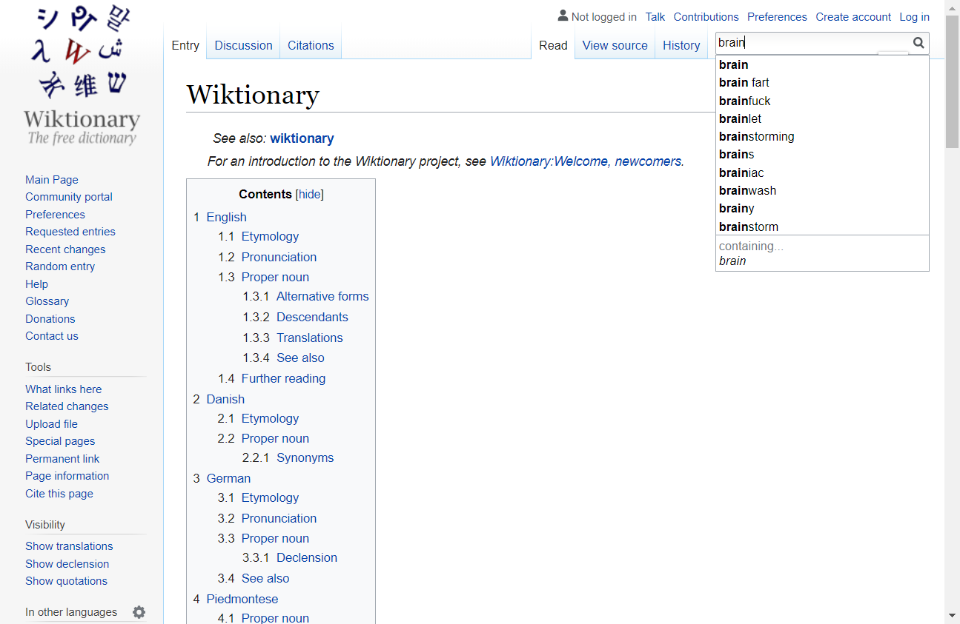 Wiktionary
The free dictionary
Main Page
Community portal
Preferences
Requested entries
Recent changes
Random entry
Help
Glossary
Donations
Contact us
Tools
What links here
Related changes
Upload file
Special pages
Permanent link
Page information
Cite this page
Visibility
Show translations
Show declension
Show quotations
In other languages
Not logged in Talk Contributions Preferences Create account Log in
Entry Discussion Citations Read View source History
brain
brain
brain fart
brainfuck
brainlet
brainstorming
brains
brainiac
brainwash
brainy
brainstorm
containing...
brain
Wiktionary
See also: wiktionary
For an introduction to the Wiktionary project, see Wiktionary:Welcome, newcomers.
Contents [hide]
1 English
1.1 Etymology
1.2 Pronunciation
1.3 Proper noun
1.3.1 Alternative forms
1.3.2 Descendants
1.3.3 Translations
1.3.4 See also
1.4 Further reading
2 Danish
2.1 Etymology
2.2 Proper noun
2.2.1 Synonyms
3 German
3.1 Etymology
3.2 Pronunciation
3.3 Proper noun
3.3.1 Declension
3.4 See also
4 Piedmontese
4.1 Proper noun